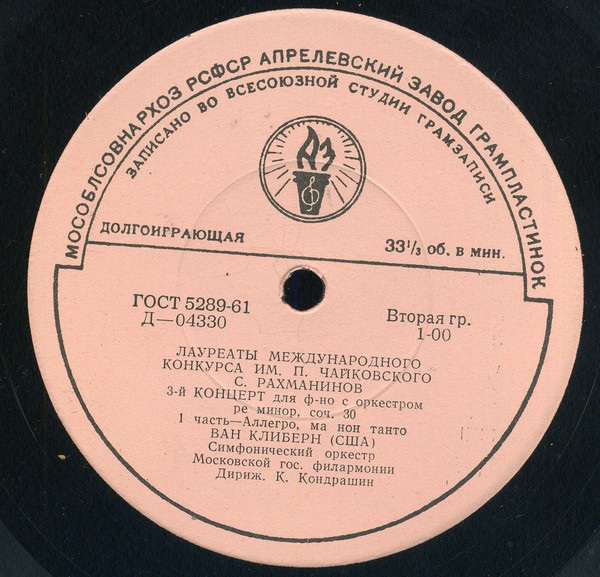 МОСОБЛСОВНАРХОЗ РСФСР АПРЕЛЕВСКИЙ ЗАВОД ГРАМПЛАСТИНОК
ЗАПИСАНО ВО ВСЕСОЮЗНОЙ СТУДИИ ГРАМЗАПИСИ
АЗ
ДОЛГОИГРАЮЩАЯ
33 1/3 об. в мин.
ГОСТ 5289-61
Д—04330
Вторая гр.
1-00
ЛАУРЕАТЫ МЕЖДУНАРОДНОГО
КОНКУРСА ИМ. П. ЧАЙКОВСКОГО
С. РАХМАНИНОВ
3-й КОНЦЕРТ для ф-но с оркестром
ре минор, соч. 30
1 часть—Аллегро, ма нон танто
ВАН КЛИБЕРН (США)
Симфонический оркестр
Московской гос. филармонии
Дириж. К. Кондрашин